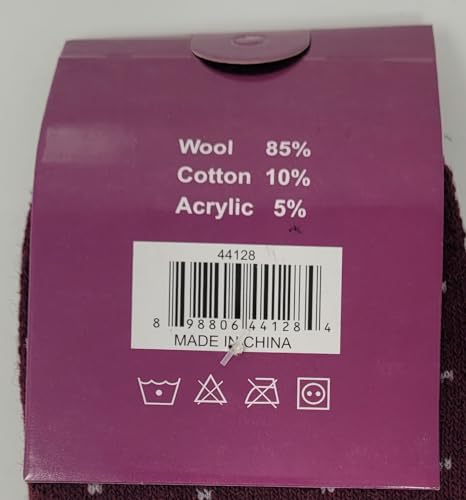 Wool 85%
Cotton 10%
Acrylic 5%
44128
8 98806 44128 4
MADE IN CHINA